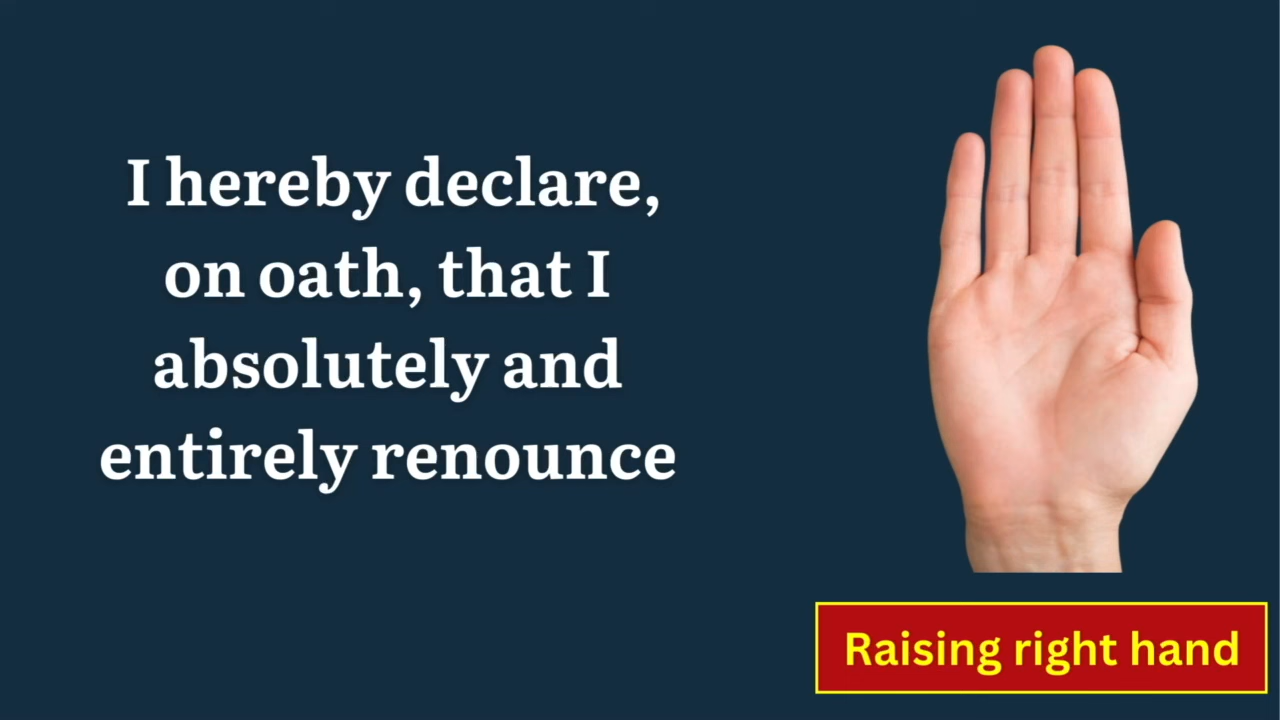 I hereby declare,
on oath, that I
absolutely and
entirely renounce
Raising right hand